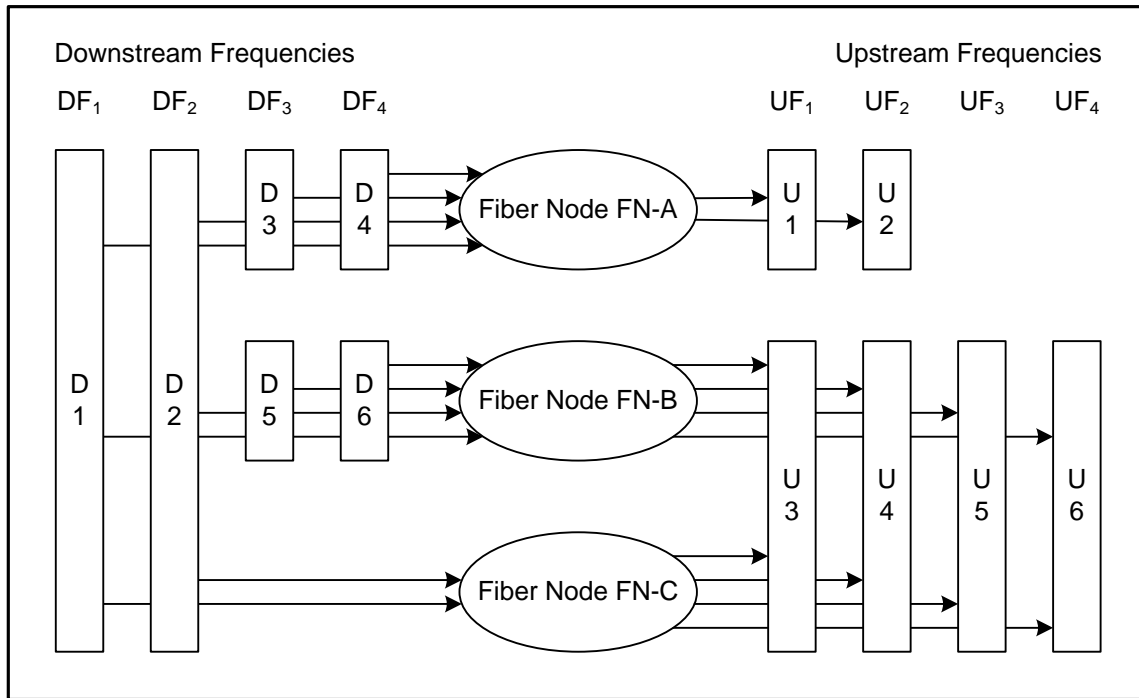 Downstream Frequencies Upstream Frequencies
DF₁ DF₂ DF₃ DF₄ UF₁ UF₂ UF₃ UF₄
D
3
D
4
Fiber Node FN-A
U
1
U
2
D
1
D
2
D
5
D
6
Fiber Node FN-B
U
3
U
4
U
5
U
6
Fiber Node FN-C